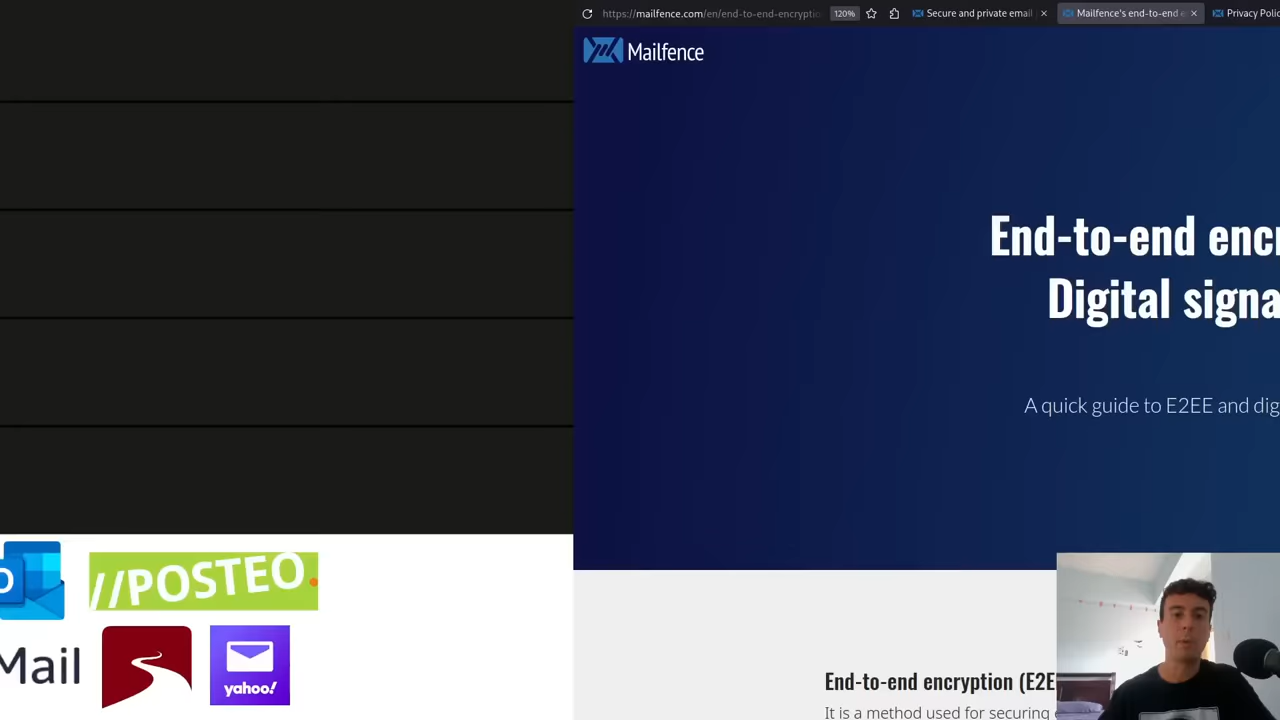 https://mailfence.com/en/end-to-end-encryptio
120%
Secure and private email
Mailfence's end-to-end e
Privacy Polic
Mailfence
End-to-end encr
Digital signa
A quick guide to E2EE and dig
//POSTEO.
Mail
yahoo!
End-to-end encryption (E2E
It is a method used for securing